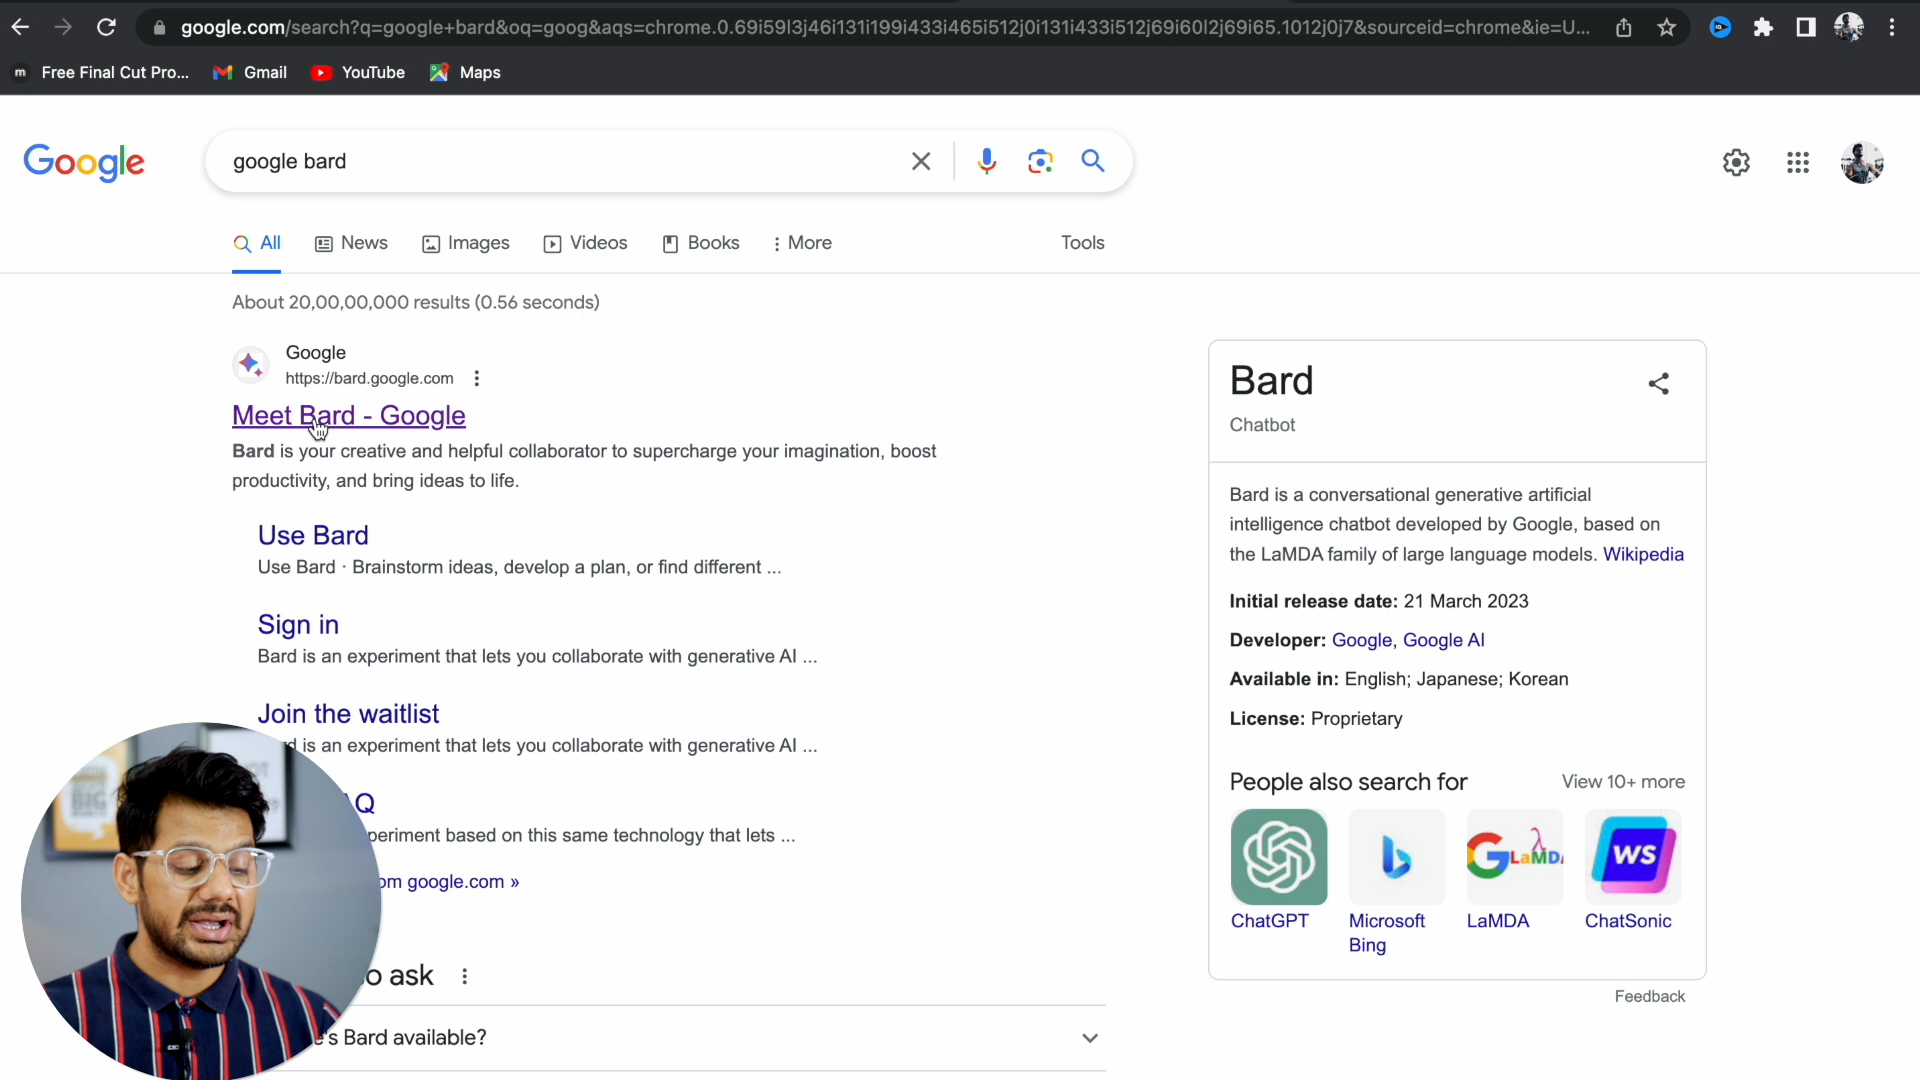 google.com/search?q=google+bard&oq=goog&aqs=chrome.0.69i59l3j46i131i199i433i465i512j0i131i433i512j69i60l2j69i65.1012j0j7&sourceid=chrome&ie=U...
Free Final Cut Pro... Gmail YouTube Maps
Google google bard
All News Images Videos Books More Tools
About 20,00,00,000 results (0.56 seconds)
Google
https://bard.google.com
Meet Bard - Google
Bard is your creative and helpful collaborator to supercharge your imagination, boost
productivity, and bring ideas to life.
Use Bard
Use Bard · Brainstorm ideas, develop a plan, or find different ...
Sign in
Bard is an experiment that lets you collaborate with generative AI ...
Join the waitlist
is an experiment that lets you collaborate with generative AI ...
AQ
periment based on this same technology that lets ...
om google.com »
o ask
e's Bard available?
Bard
Chatbot
Bard is a conversational generative artificial
intelligence chatbot developed by Google, based on
the LaMDA family of large language models. Wikipedia
Initial release date: 21 March 2023
Developer: Google, Google AI
Available in: English; Japanese; Korean
License: Proprietary
People also search for View 10+ more
LaMD WS
ChatGPT Microsoft Bing LaMDA ChatSonic
Feedback